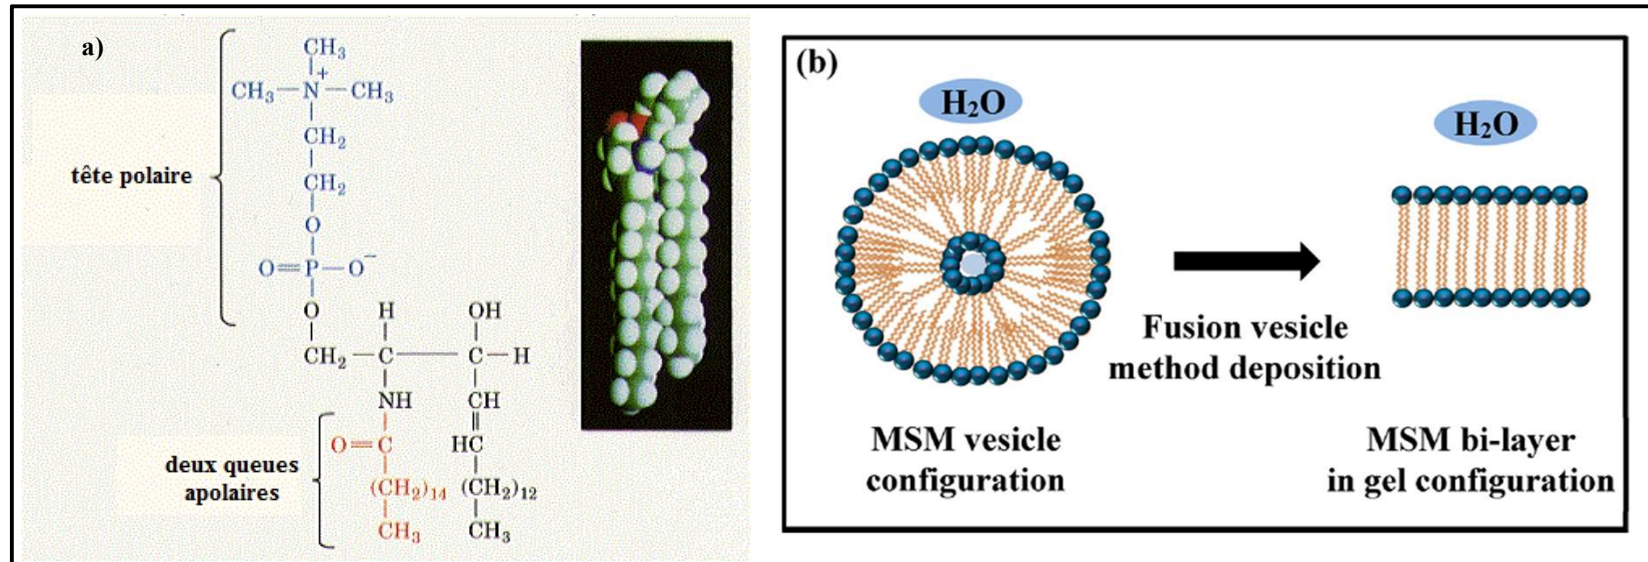 a)
CH₃
CH₃—N⁺—CH₃
CH₂
CH₂
O
O=P—O⁻
tête polaire
O H OH
CH₂—C—C—H
NH CH
O=C HC
(CH₂)₁₄ (CH₂)₁₂
CH₃ CH₃
deux queues
apolaires
(b)
H₂O
H₂O
Fusion vesicle
method deposition
MSM vesicle
configuration
MSM bi-layer
in gel configuration